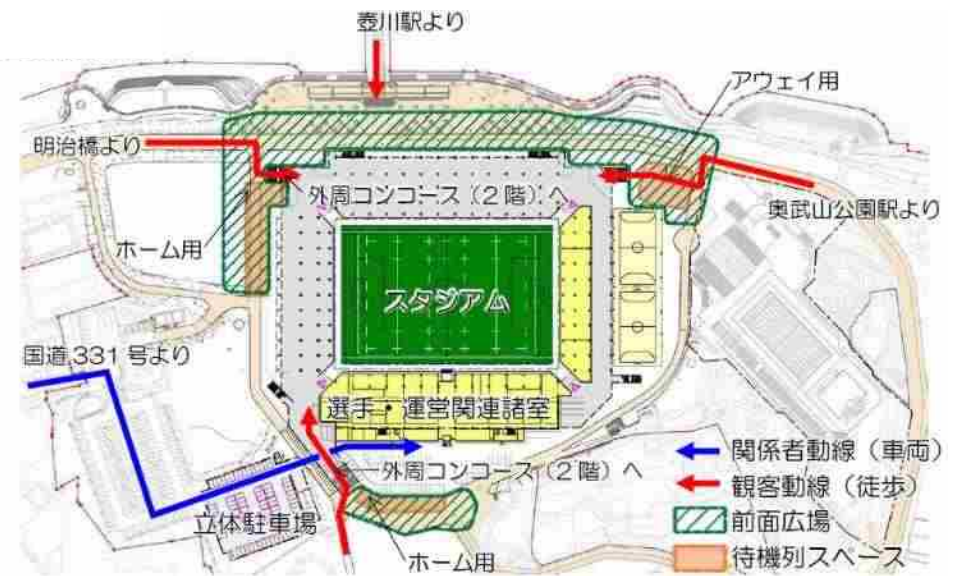 壺川駅より
アウェイ用
明治橋より
外周コンコース（2階）へ
奥武山公園駅より
ホーム用
スタジアム
国道331号より
選手・運営関連諸室
関係者動線（車両）
外周コンコース（2階）へ
観客動線（徒歩）
立体駐車場
前面広場
ホーム用
待機列スペース